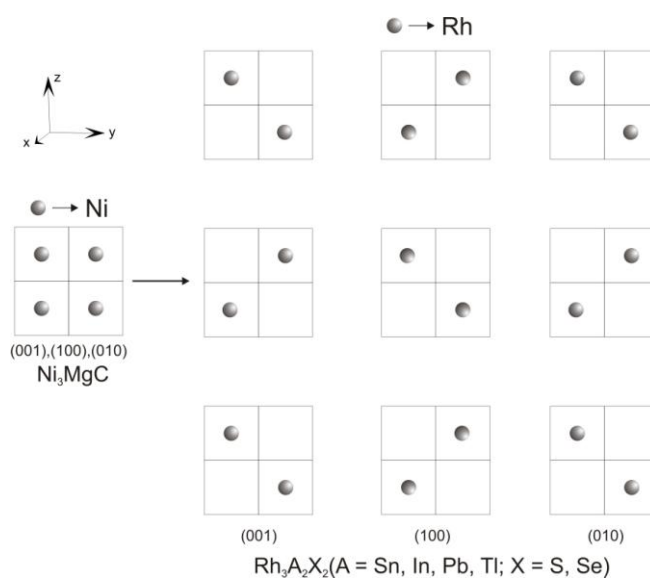 → Rh
z
y
x
→ Ni
(001),(100),(010)
Ni₃MgC
(001) (100) (010)
Rh₃A₂X₂(A = Sn, In, Pb, Tl; X = S, Se)